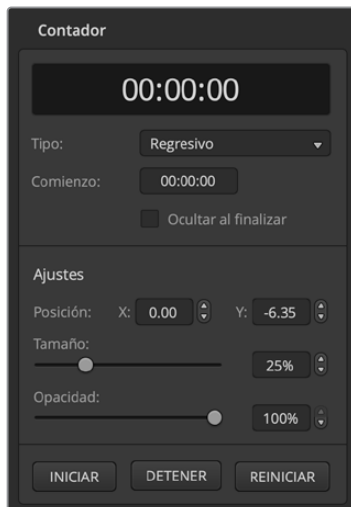 Contador
00:00:00
Tipo: Regresivo
Comienzo: 00:00:00
Ocultar al finalizar
Ajustes
Posición: X: 0.00 Y: -6.35
Tamaño:
25%
Opacidad:
100%
INICIAR DETENER REINICIAR